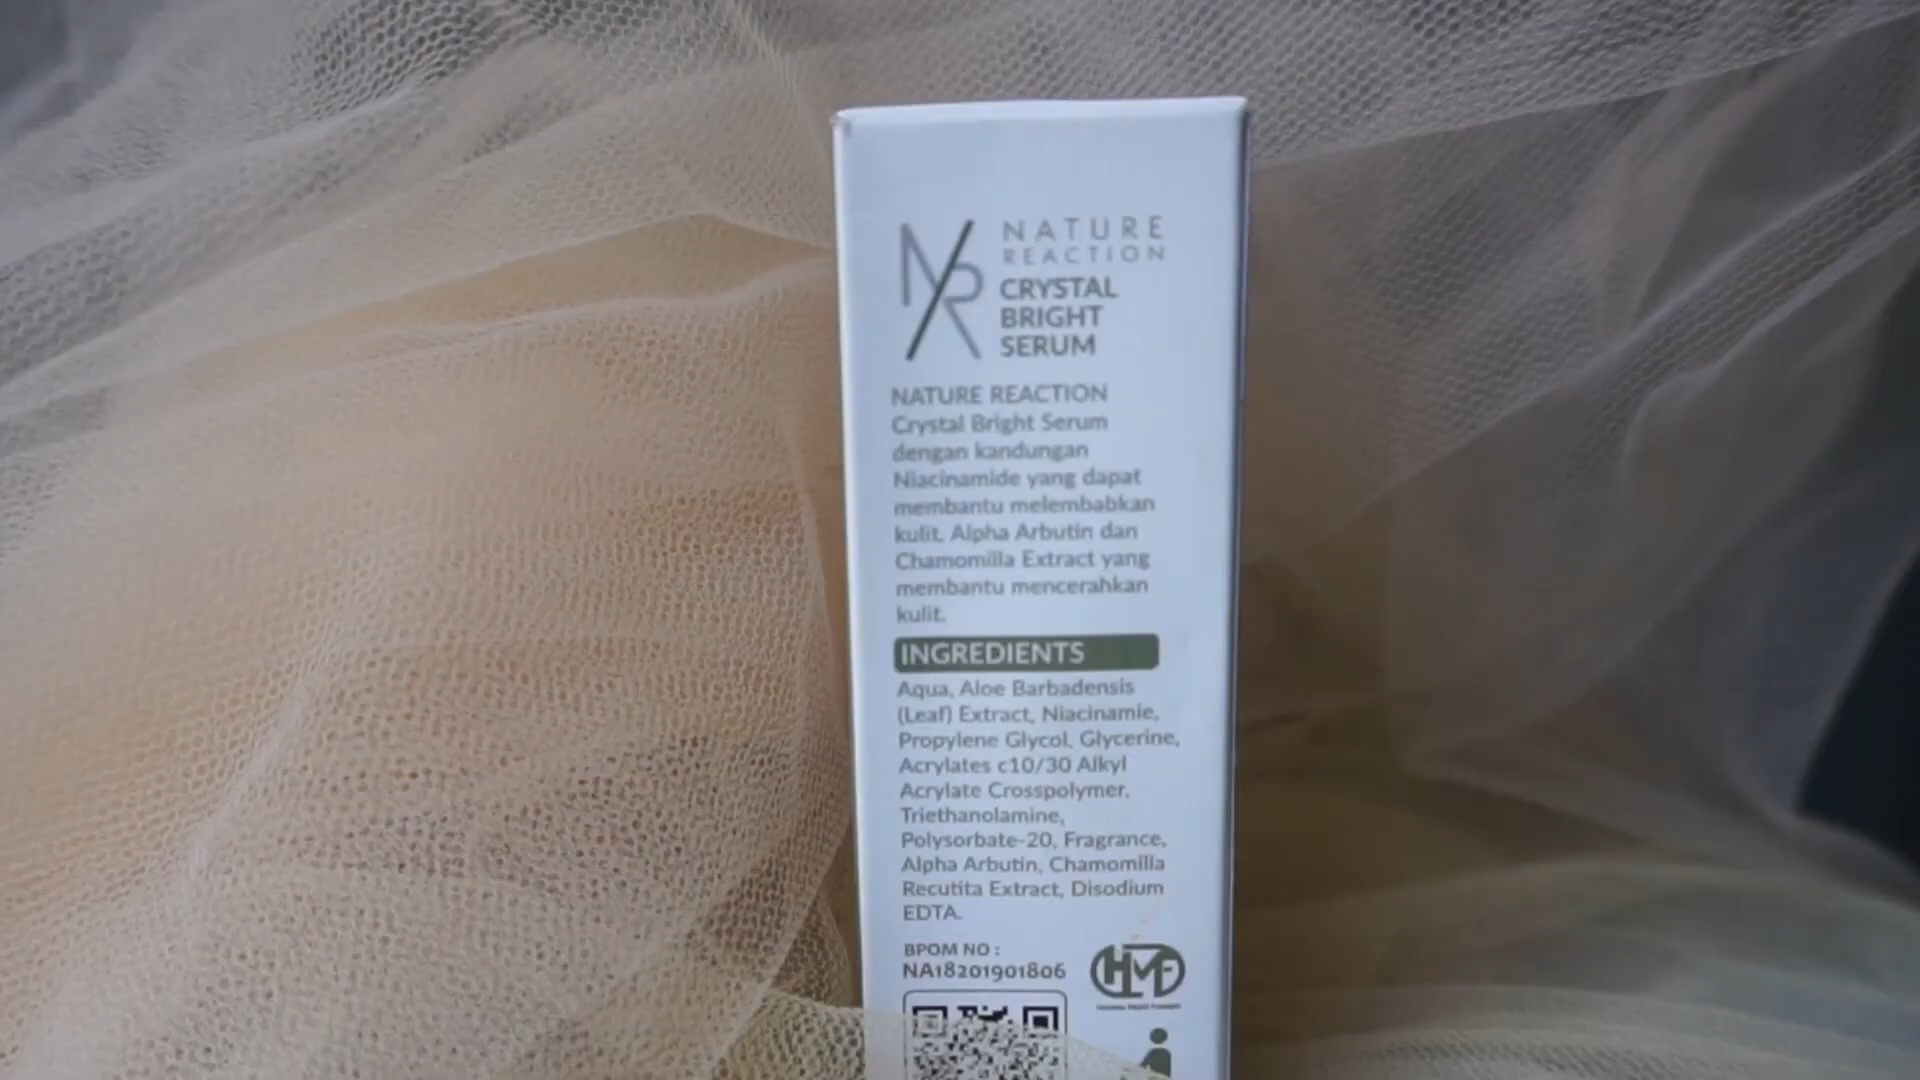 NR NATURE
REACTION
CRYSTAL
BRIGHT
SERUM
NATURE REACTION
Crystal Bright Serum
dengan kandungan
Niacinamide yang dapat
membantu melembabkan
kulit, Alpha Arbutin dan
Chamomilla Extract yang
membantu mencerahkan
kulit.
INGREDIENTS
Aqua, Aloe Barbadensis
(Leaf) Extract, Niacinamie,
Propylene Glycol, Glycerine,
Acrylates c10/30 Alkyl
Acrylate Crosspolymer,
Triethanolamine,
Polysorbate-20, Fragrance,
Alpha Arbutin, Chamomilla
Recutita Extract, Disodium
EDTA.
BPOM NO :
NA18201901806
HMF